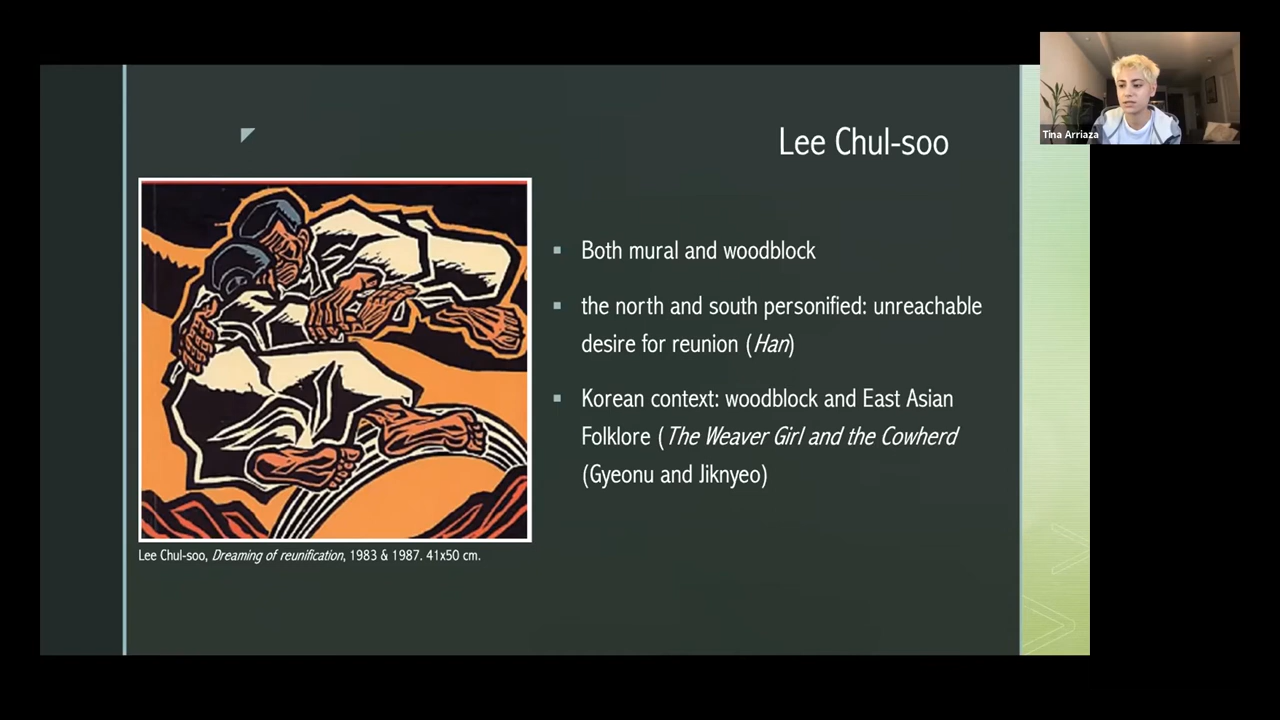 Lee Chul-soo
Tina Arriaza
Both mural and woodblock
the north and south personified: unreachable
desire for reunion (Han)
Korean context: woodblock and East Asian
Folklore (The Weaver Girl and the Cowherd
(Gyeonu and Jiknyeo)
Lee Chul-soo, Dreaming of reunification, 1983 & 1987. 41x50 cm.